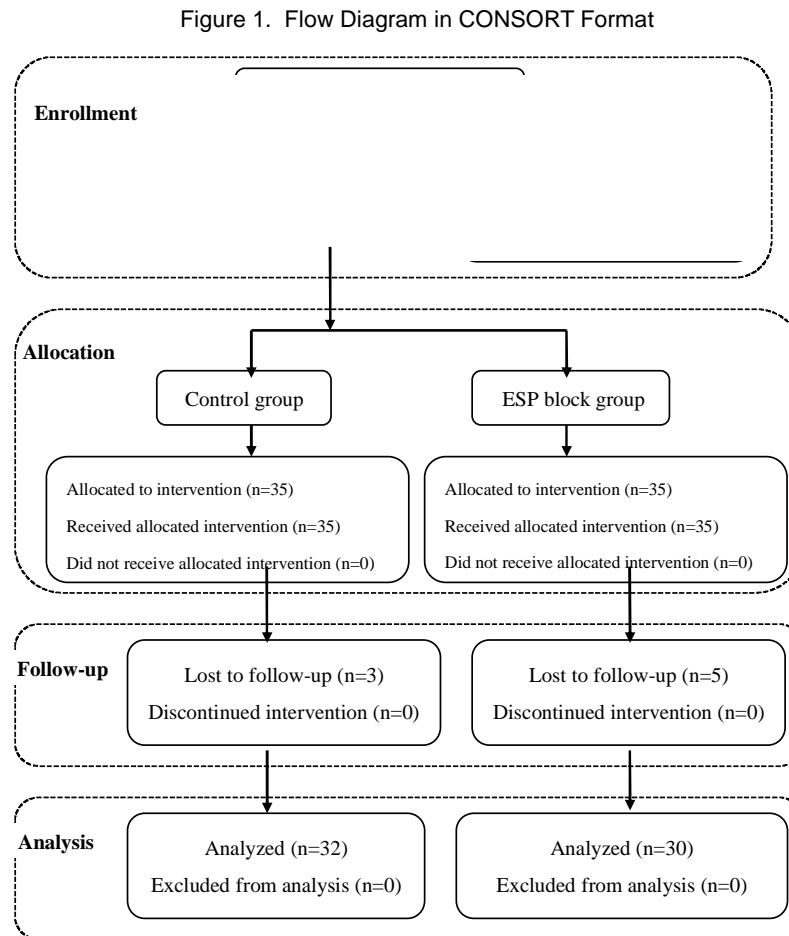 Figure 1. Flow Diagram in CONSORT Format
Enrollment
Allocation
Control group
ESP block group
Allocated to intervention (n=35)
Received allocated intervention (n=35)
Did not receive allocated intervention (n=0)
Allocated to intervention (n=35)
Received allocated intervention (n=35)
Did not receive allocated intervention (n=0)
Follow-up
Lost to follow-up (n=3)
Discontinued intervention (n=0)
Lost to follow-up (n=5)
Discontinued intervention (n=0)
Analysis
Analyzed (n=32)
Excluded from analysis (n=0)
Analyzed (n=30)
Excluded from analysis (n=0)